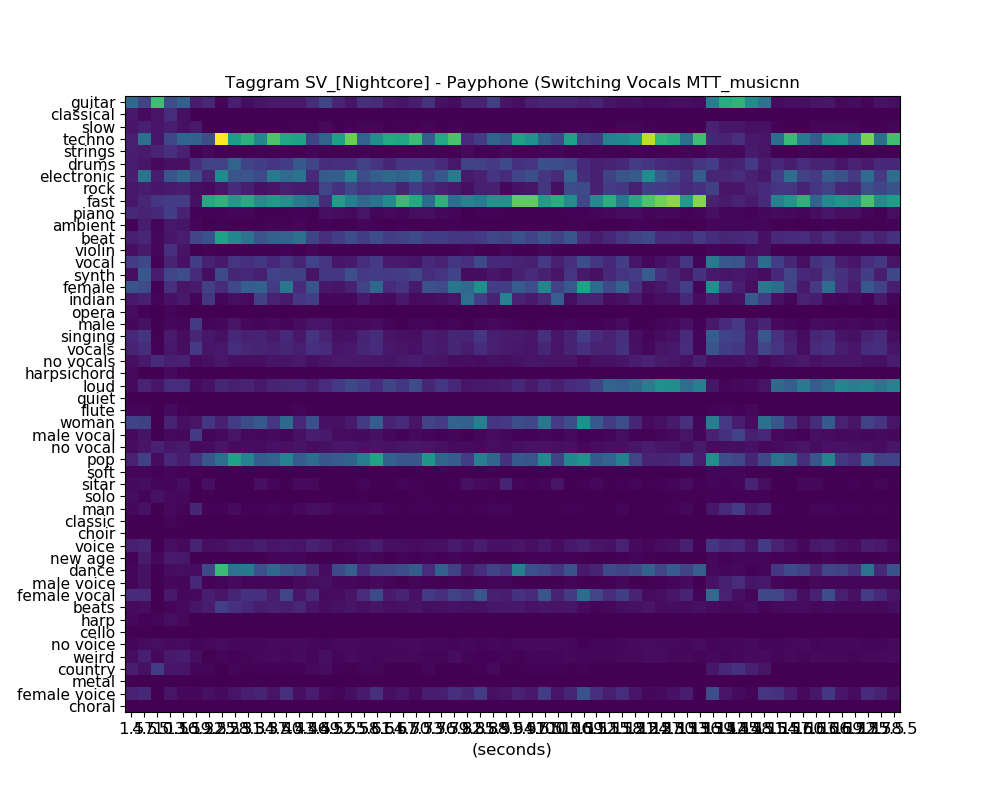 Taggram SV_[Nightcore] - Payphone (Switching Vocals MTT_musicnn
guitar
classical
slow
techno
strings
drums
electronic
rock
fast
piano
ambient
beat
violin
vocal
synth
female
indian
opera
male
singing
vocals
no vocals
harpsichord
loud
quiet
flute
woman
male vocal
no vocal
pop
soft
sitar
solo
man
classic
choir
voice
new age
dance
male voice
female vocal
beats
harp
cello
no voice
weird
country
metal
female voice
choral
(seconds)